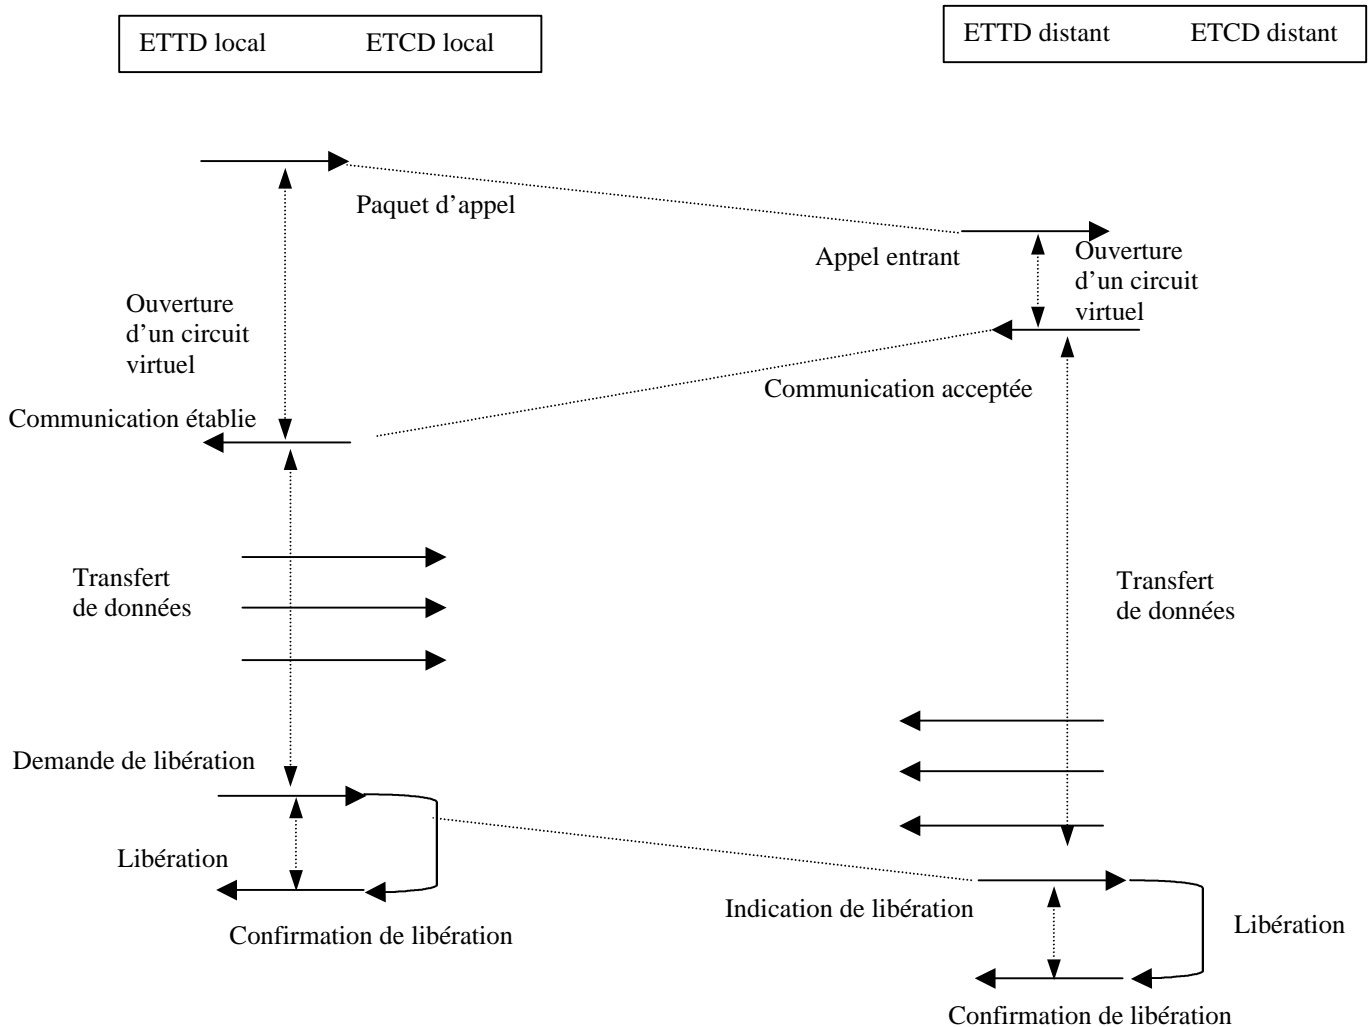 ETTD local ETCD local
ETTD distant ETCD distant
Paquet d’appel
Appel entrant
Ouverture
d’un circuit
virtuel
Ouverture
d’un circuit
virtuel
Communication acceptée
Communication établie
Transfert
de données
Transfert
de données
Demande de libération
Libération
Confirmation de libération
Indication de libération
Libération
Confirmation de libération